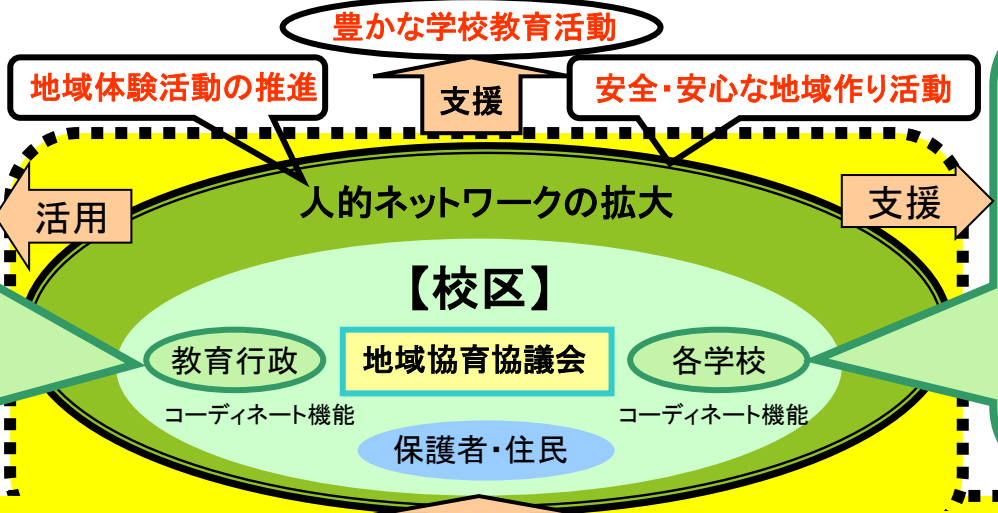 豊かな学校教育活動
地域体験活動の推進
支援
安全・安心な地域作り活動
人的ネットワークの拡大
活用
支援
【校区】
教育行政
地域協育協議会
各学校
コーディネート機能
コーディネート機能
保護者・住民